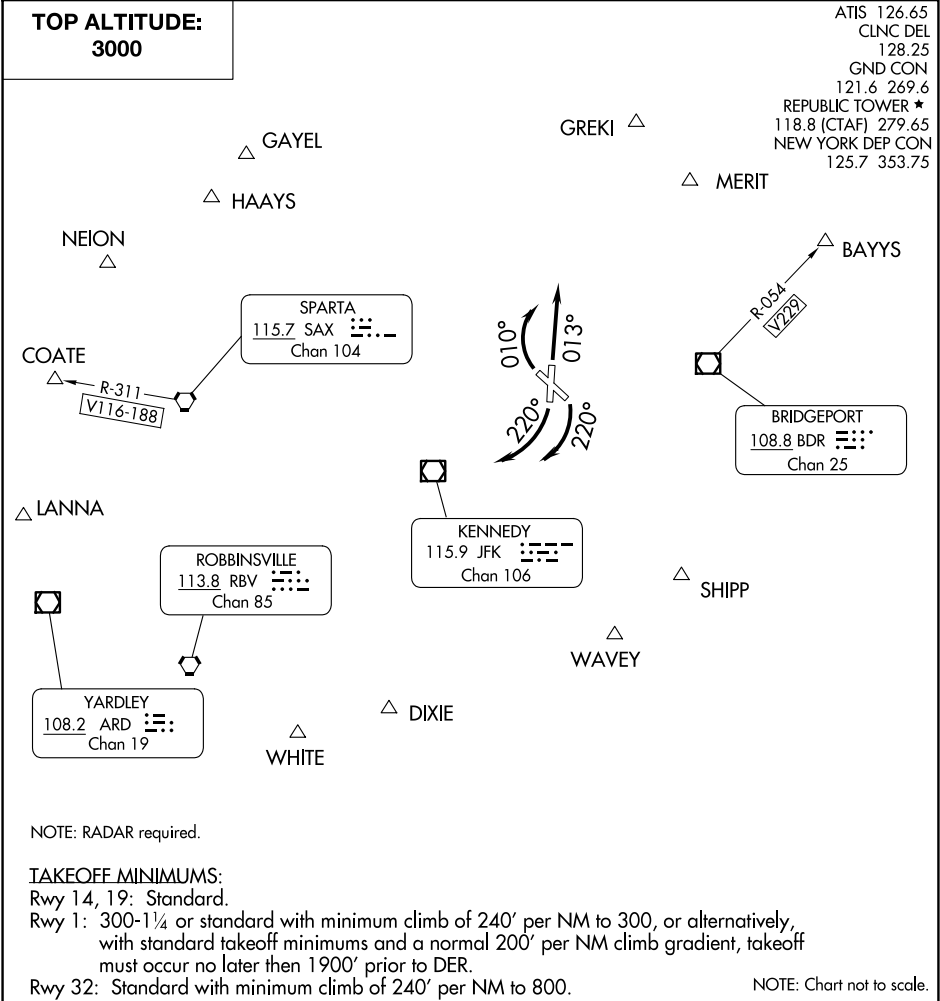 TOP ALTITUDE:
3000
ATIS 126.65
CLNC DEL
128.25
GND CON
121.6 269.6
REPUBLIC TOWER ★
118.8 (CTAF) 279.65
NEW YORK DEP CON
125.7 353.75
GREKI
GAYEL
MERIT
HAAYS
NEION
BAYYS
R-054
V229
SPARTA
115.7 SAX
Chan 104
010°
013°
COATE
R-311
V116-188
220°
220°
BRIDGEPORT
108.8 BDR
Chan 25
LANNA
KENNEDY
115.9 JFK
Chan 106
ROBBINSVILLE
113.8 RBV
Chan 85
SHIPP
WAVEY
YARDLEY
108.2 ARD
Chan 19
DIXIE
WHITE
NOTE: RADAR required.
TAKEOFF MINIMUMS:
Rwy 14, 19: Standard.
Rwy 1: 300-1¼ or standard with minimum climb of 240' per NM to 300, or alternatively,
with standard takeoff minimums and a normal 200' per NM climb gradient, takeoff
must occur no later then 1900' prior to DER.
Rwy 32: Standard with minimum climb of 240' per NM to 800.
NOTE: Chart not to scale.